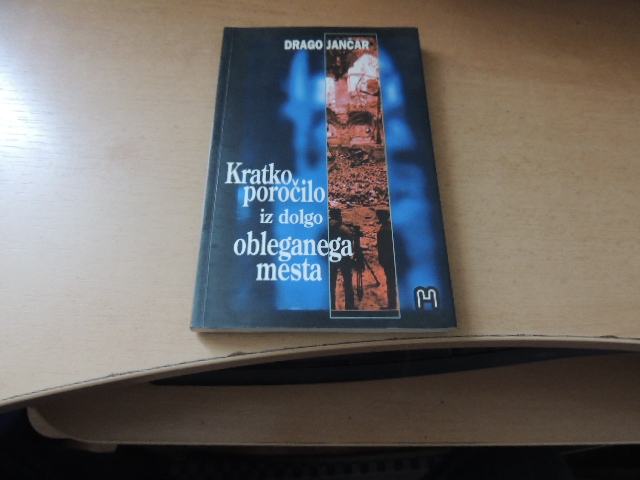 DRAGO JANČAR
Kratko
poročilo
iz dolgo
obleganega
mesta